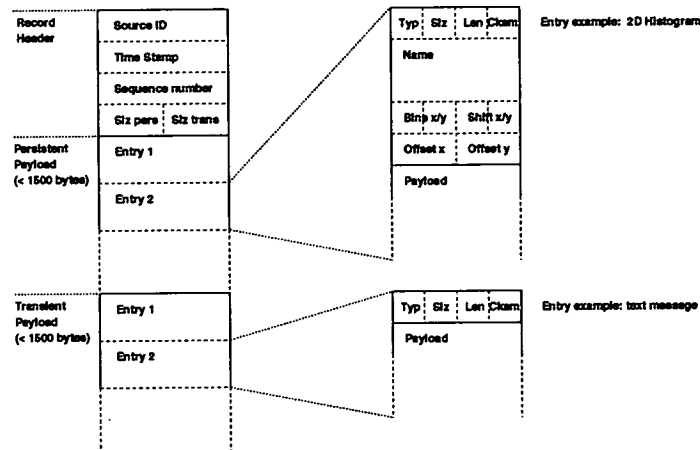 Record
Header
Source ID
Time Stamp
Sequence number
Siz pers Siz trans
Persistent
Payload
(< 1500 bytes)
Entry 1
Entry 2
Typ Siz Len Cksm
Name
Bins x/y Shift x/y
Offset x Offset y
Payload
Entry example: 2D Histogram
Transient
Payload
(< 1500 bytes)
Entry 1
Entry 2
Typ Siz Len Cksm
Payload
Entry example: text message